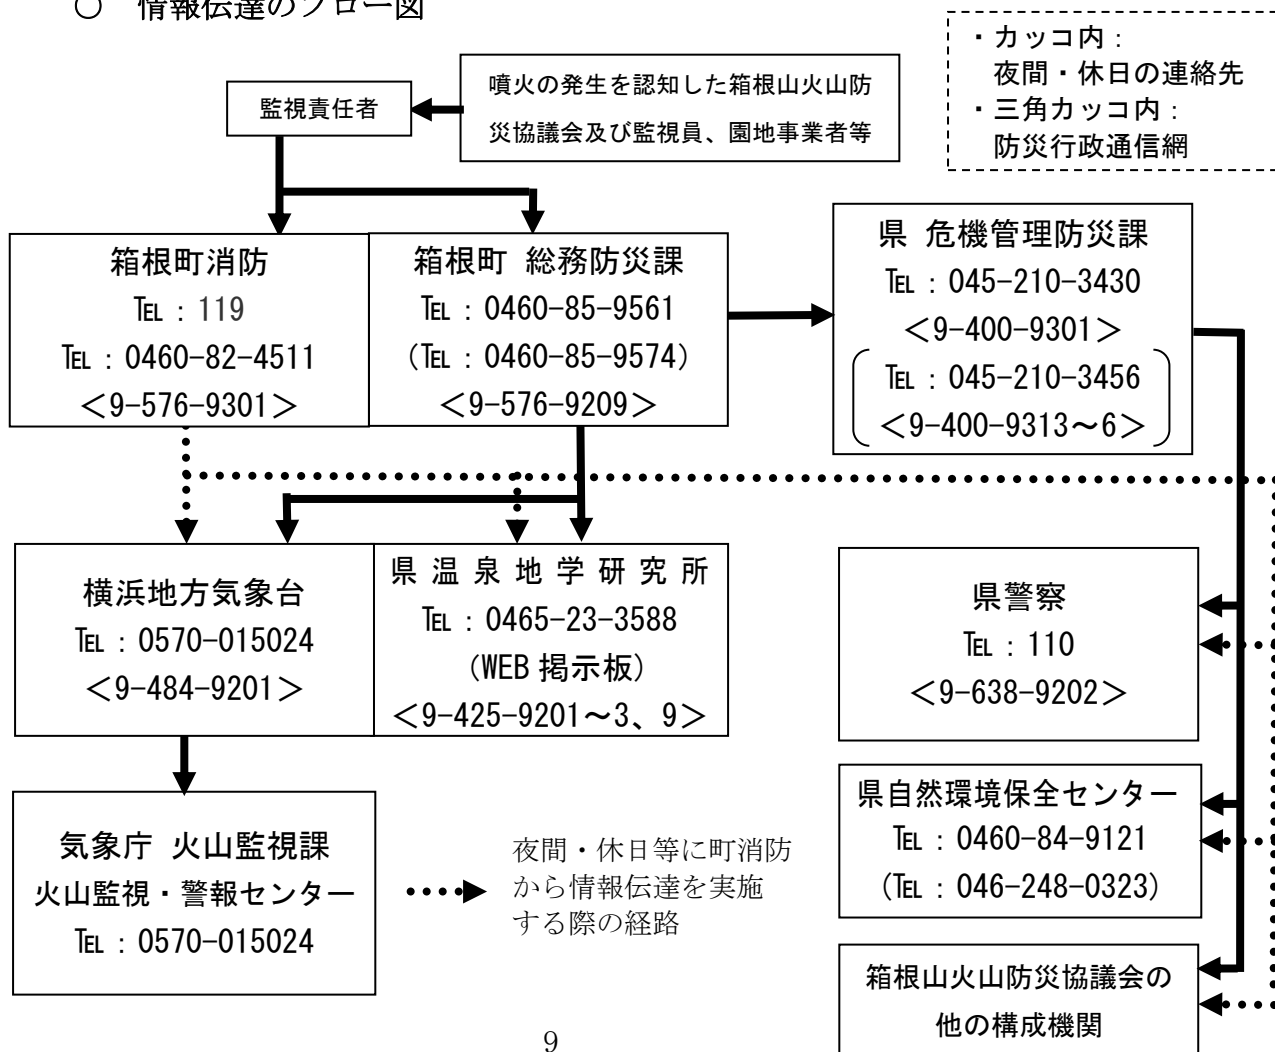 ○ 情報伝達のフロー図
・カッコ内：
夜間・休日の連絡先
・三角カッコ内：
防災行政通信網
監視責任者
噴火の発生を認知した箱根山火山防
災協議会及び監視員、園地事業者等
箱根町消防
℡：119
℡：0460-82-4511
＜9-576-9301＞
箱根町 総務防災課
℡：0460-85-9561
（℡：0460-85-9574）
＜9-576-9209＞
県 危機管理防災課
℡：045-210-3430
＜9-400-9301＞
℡：045-210-3456
＜9-400-9313～6＞
横浜地方気象台
℡：0570-015024
＜9-484-9201＞
県温泉地学研究所
℡：0465-23-3588
（WEB 掲示板）
＜9-425-9201～3、9＞
県警察
℡：110
＜9-638-9202＞
気象庁 火山監視課
火山監視・警報センター
℡：0570-015024
夜間・休日等に町消防
から情報伝達を実施
する際の経路
県自然環境保全センター
℡：0460-84-9121
（℡：046-248-0323）
箱根山火山防災協議会の
他の構成機関
9